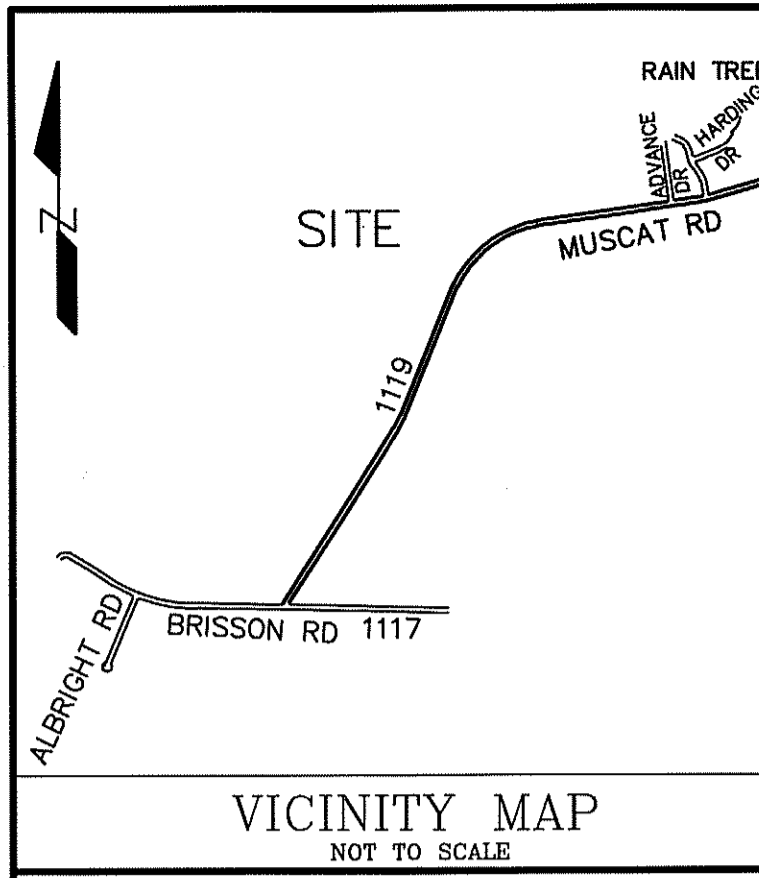 RAIN TREE
HARDING
DR
ADVANCE
DR
N
SITE
MUSCAT RD
1119
BRISSON RD 1117
ALBRIGHT RD
VICINITY MAP
NOT TO SCALE